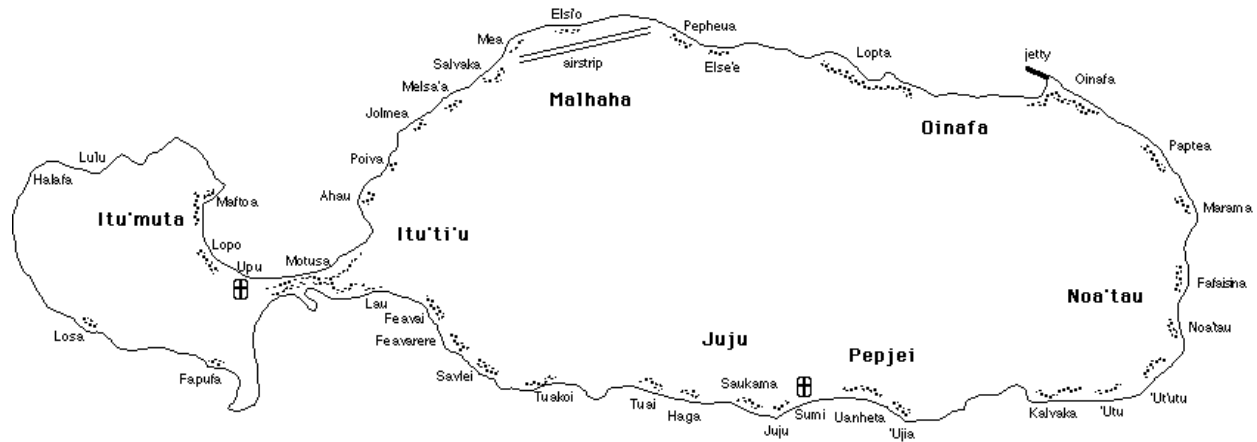 Elsi'o
Mea
Pepheua
Salvaka
airstrip
Else'e
Lopta
jetty
Oinafa
Melsa'a
Malhaha
Jolmea
Oinafa
Lulu
Poiva
Paptea
Halafa
Ahau
Maftoa
Marama
Itu'muta
Itu'ti'u
Lopo
Upu
Motusa
Fafaisina
Noa'tau
Lau
Feavai
Noa'tau
Losa
Feavarere
Juju
Pepjei
Fapufa
Savlei
Saukama
Tuakoi
Tuai
Haga
Juju
Sumi
Uanheta
'Ujia
Kalvaka
'Utu
'Ut'utu